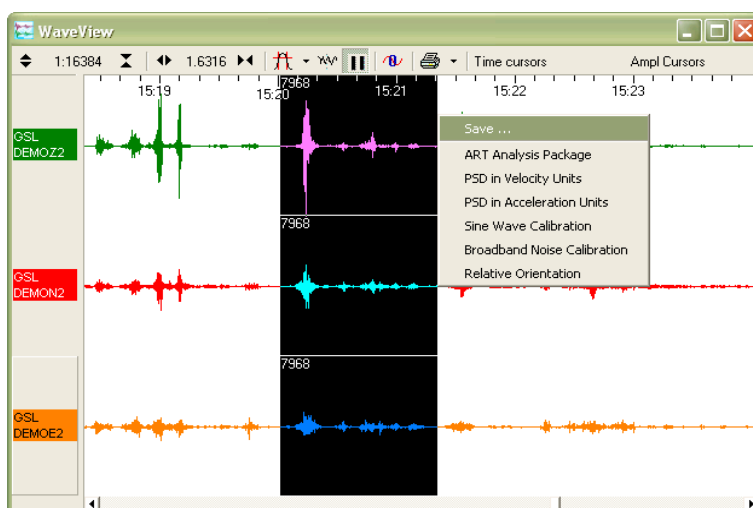 WaveView
1:16384
1.6316
Time cursors
Ampl Cursors
15:19
15:20
7968
15:21
15:22
15:23
GSL
DEMOZ2
Save ...
ART Analysis Package
PSD in Velocity Units
PSD in Acceleration Units
Sine Wave Calibration
Broadband Noise Calibration
Relative Orientation
7968
GSL
DEMON2
7968
GSL
DEMOE2